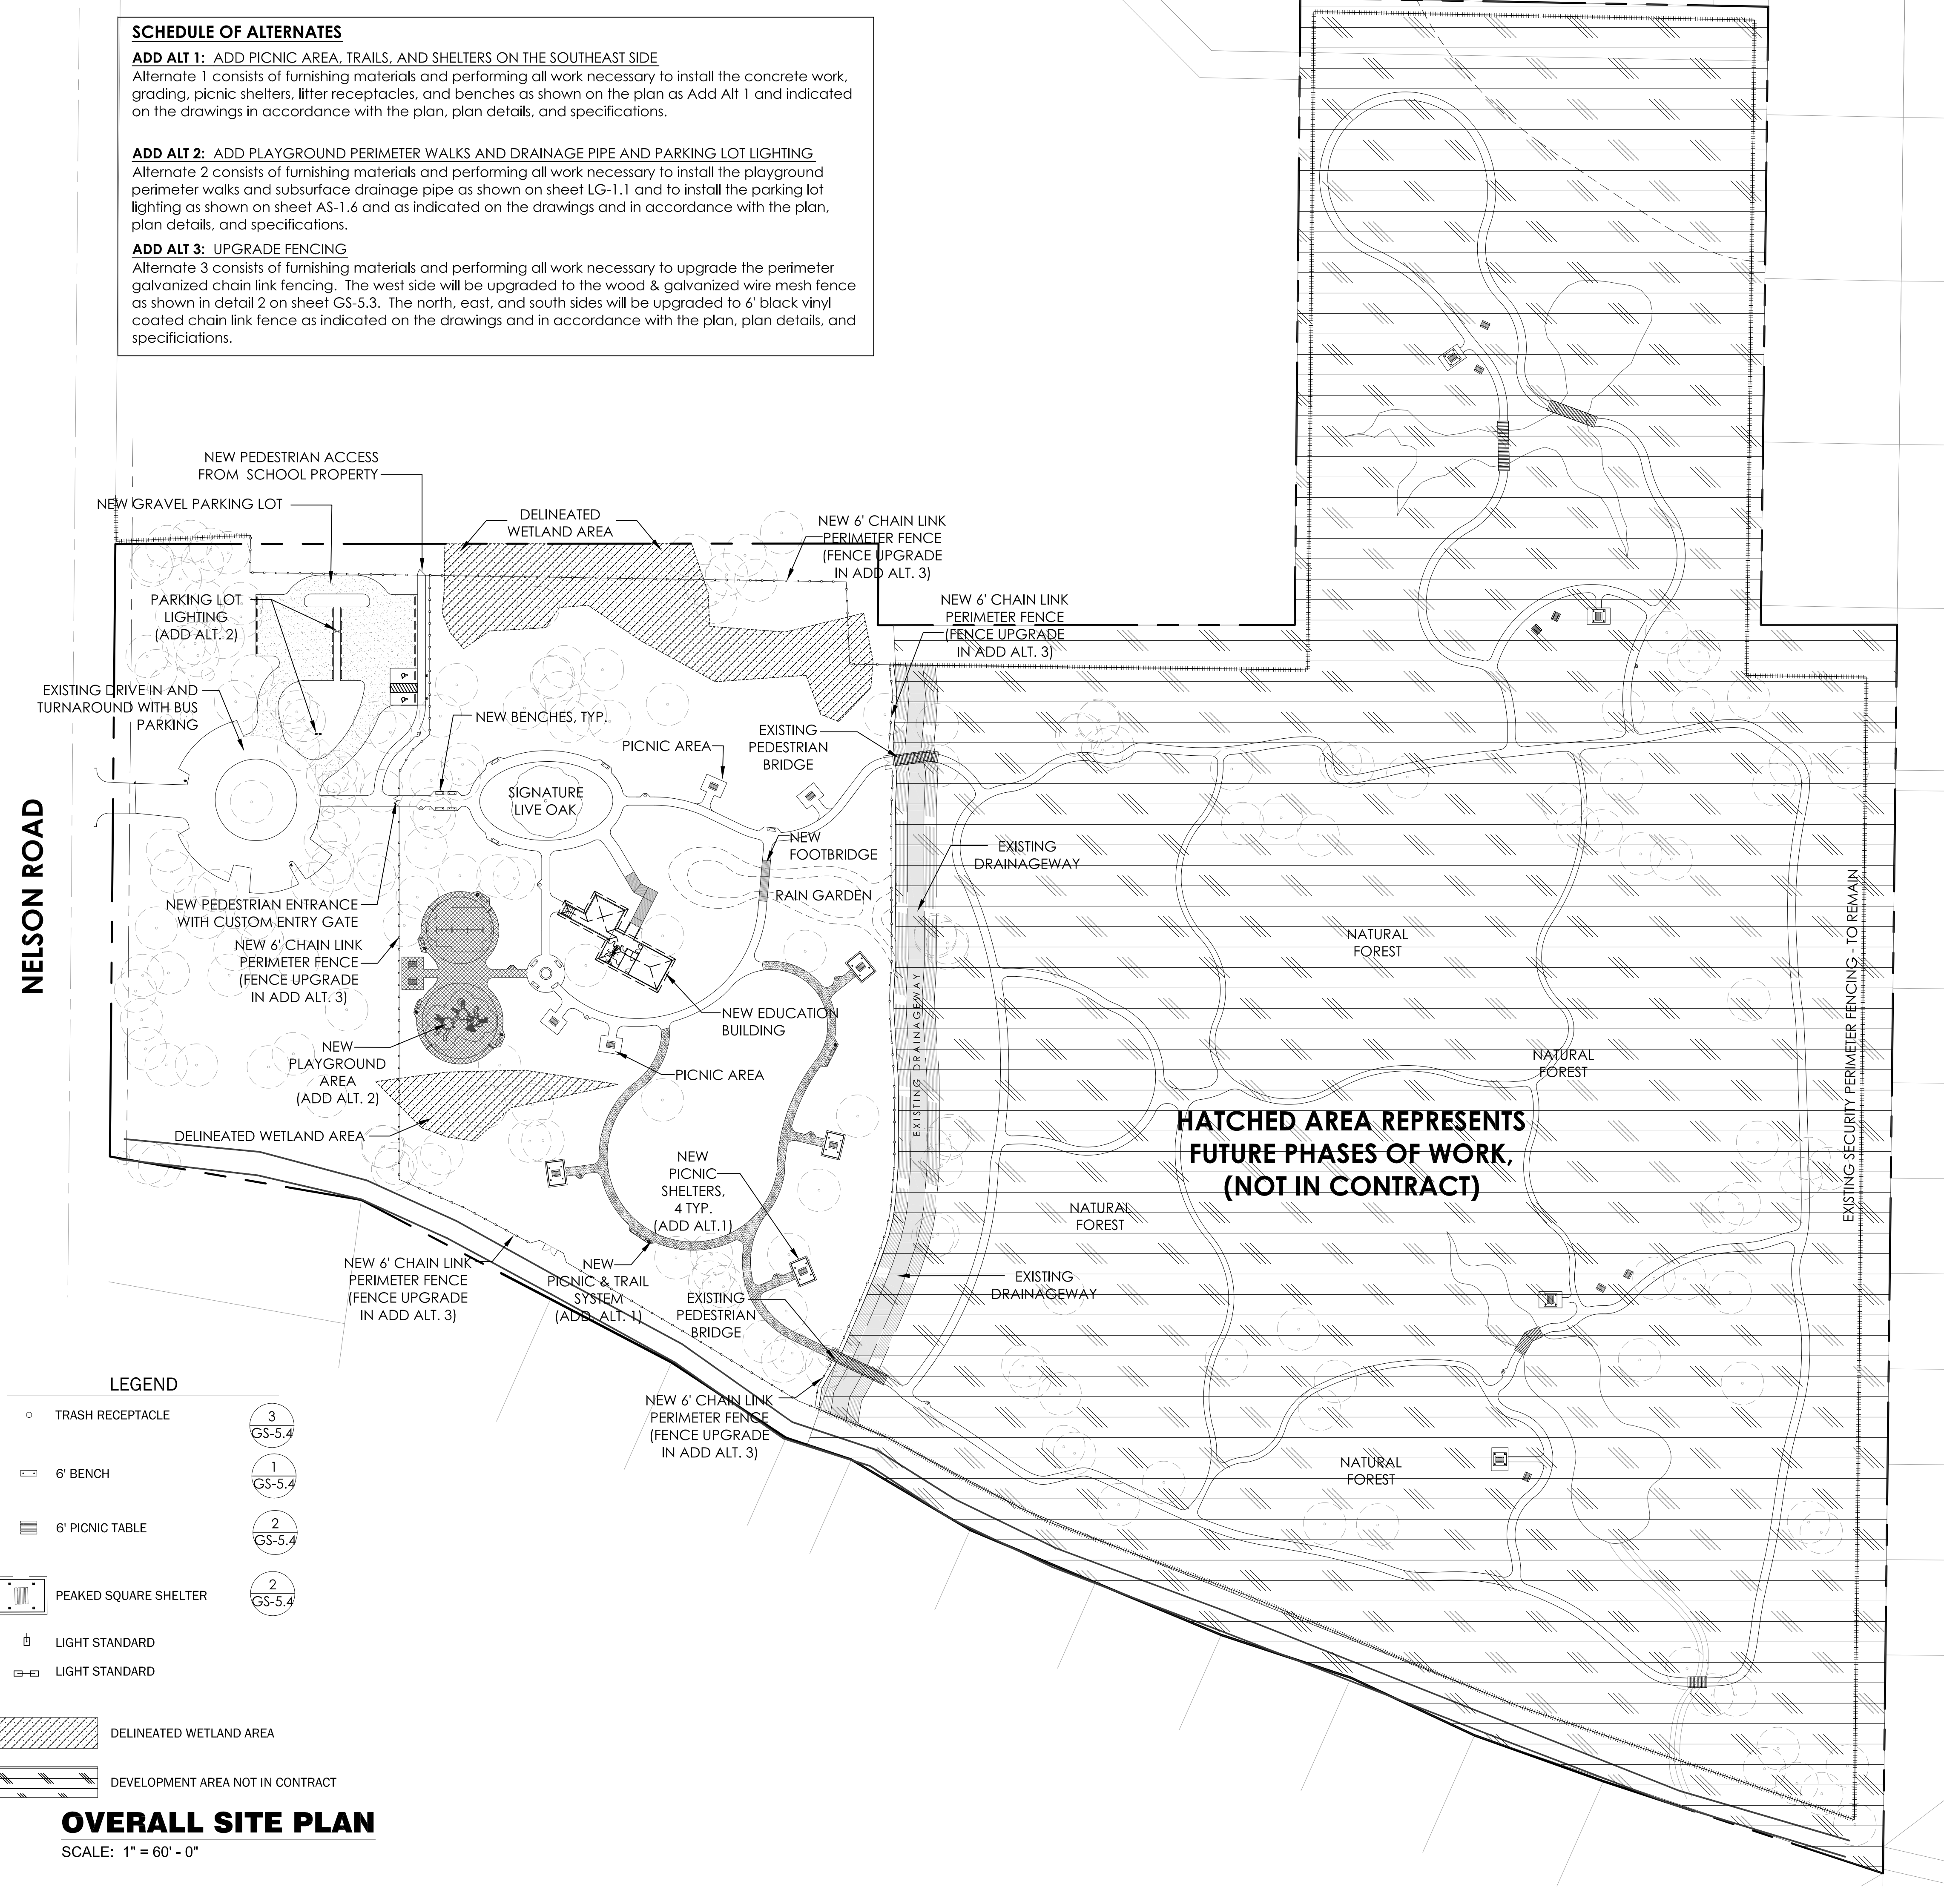 SCHEDULE OF ALTERNATES
ADD ALT 1: ADD PICNIC AREA, TRAILS, AND SHELTERS ON THE SOUTHEAST SIDE
Alternate 1 consists of furnishing materials and performing all work necessary to install the concrete work,
grading, picnic shelters, litter receptacles, and benches as shown on the plan as Add Alt 1 and indicated
on the drawings in accordance with the plan, plan details, and specifications.
ADD ALT 2: ADD PLAYGROUND PERIMETER WALKS AND DRAINAGE PIPE AND PARKING LOT LIGHTING
Alternate 2 consists of furnishing materials and performing all work necessary to install the playground
perimeter walks and subsurface drainage pipe as shown on sheet LG-1.1 and to install the parking lot
lighting as shown on sheet AS-1.6 and as indicated on the drawings and in accordance with the plan,
plan details, and specifications.
ADD ALT 3: UPGRADE FENCING
Alternate 3 consists of furnishing materials and performing all work necessary to upgrade the perimeter
galvanized chain link fencing. The west side will be upgraded to the wood & galvanized wire mesh fence
as shown in detail 2 on sheet GS-5.3. The north, east, and south sides will be upgraded to 6' black vinyl
coated chain link fence as indicated on the drawings and in accordance with the plan, plan details, and
specificiations.
NEW PEDESTRIAN ACCESS
FROM SCHOOL PROPERTY
NEW GRAVEL PARKING LOT
DELINEATED
WETLAND AREA
NEW 6' CHAIN LINK
PERIMETER FENCE
(FENCE UPGRADE
IN ADD ALT. 3)
NEW 6' CHAIN LINK
PERIMETER FENCE
(FENCE UPGRADE
IN ADD ALT. 3)
PARKING LOT
LIGHTING
(ADD ALT. 2)
EXISTING DRIVE IN AND
TURNAROUND WITH BUS
PARKING
NEW BENCHES, TYP.
PICNIC AREA
EXISTING
PEDESTRIAN
BRIDGE
SIGNATURE
LIVE OAK
NELSON ROAD
NEW
FOOTBRIDGE
EXISTING
DRAINAGEWAY
RAIN GARDEN
NEW PEDESTRIAN ENTRANCE
WITH CUSTOM ENTRY GATE
NEW 6' CHAIN LINK
PERIMETER FENCE
(FENCE UPGRADE
IN ADD ALT. 3)
NATURAL
FOREST
EXISTING SECURITY PERIMETER FENCING - TO REMAIN
EXISTING DRAINAGEWAY
NEW EDUCATION
BUILDING
NEW
PLAYGROUND
AREA
(ADD ALT. 2)
PICNIC AREA
NATURAL
FOREST
DELINEATED WETLAND AREA
HATCHED AREA REPRESENTS
FUTURE PHASES OF WORK,
(NOT IN CONTRACT)
NEW
PICNIC
SHELTERS,
4 TYP.
(ADD ALT.1)
NATURAL
FOREST
NEW 6' CHAIN LINK
PERIMETER FENCE
(FENCE UPGRADE
IN ADD ALT. 3)
NEW
PICNIC & TRAIL
SYSTEM
(ADD. ALT. 1)
EXISTING
PEDESTRIAN
BRIDGE
EXISTING
DRAINAGEWAY
NEW 6' CHAIN LINK
PERIMETER FENCE
(FENCE UPGRADE
IN ADD ALT. 3)
NATURAL
FOREST
LEGEND
TRASH RECEPTACLE
3
GS-5.4
6' BENCH
1
GS-5.4
6' PICNIC TABLE
2
GS-5.4
PEAKED SQUARE SHELTER
2
GS-5.4
LIGHT STANDARD
LIGHT STANDARD
DELINEATED WETLAND AREA
DEVELOPMENT AREA NOT IN CONTRACT
OVERALL SITE PLAN
SCALE: 1" = 60' - 0"